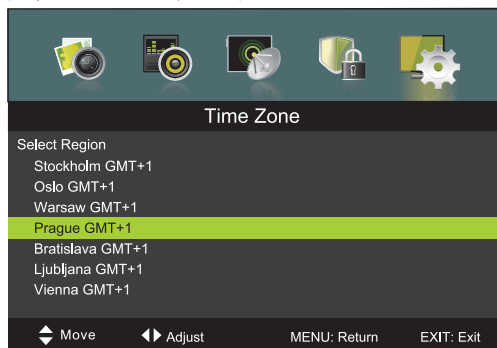 Time Zone
Select Region
Stockholm GMT+1
Oslo GMT+1
Warsaw GMT+1
Prague GMT+1
Bratislava GMT+1
Ljubljana GMT+1
Vienna GMT+1
Move Adjust MENU: Return EXIT: Exit